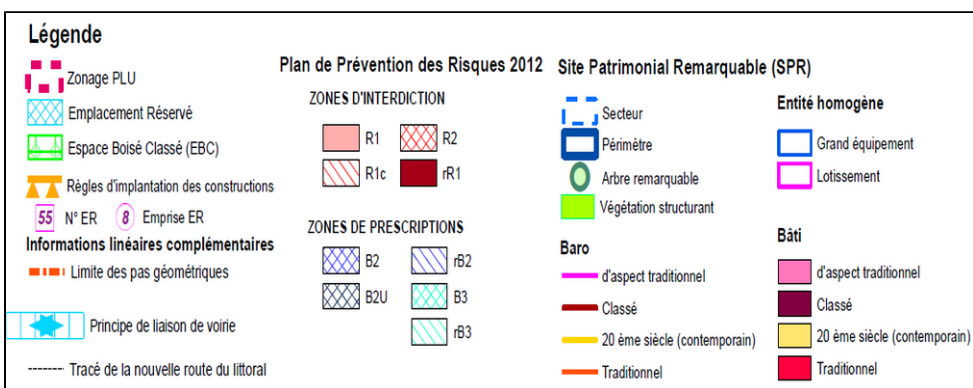 Légende
Zonage PLU
Emplacement Réservé
Espace Boisé Classé (EBC)
Règles d'implantation des constructions
55 N° ER 8 Emprise ER
Informations linéaires complémentaires
Limite des pas géométriques
Principe de liaison de voirie
Tracé de la nouvelle route du littoral
Plan de Prévention des Risques 2012
ZONES D'INTERDICTION
R1 R2
R1c rR1
ZONES DE PRESCRIPTIONS
B2 rB2
B2U B3
rB3
Site Patrimonial Remarquable (SPR)
Secteur
Périmètre
Arbre remarquable
Végétation structurant
Baro
d'aspect traditionnel
Classé
20 ème siècle (contemporain)
Traditionnel
Entité homogène
Grand équipement
Lotissement
Bâti
d'aspect traditionnel
Classé
20 ème siècle (contemporain)
Traditionnel